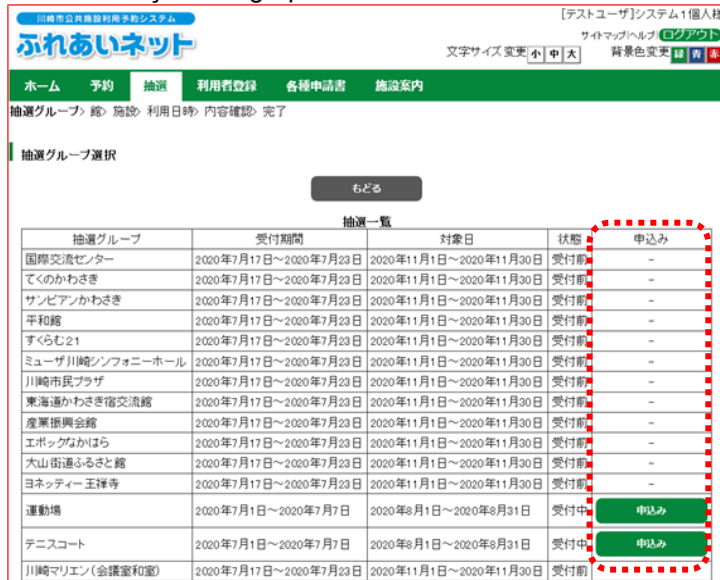 川崎市公共施設利用予約システム
ふれあいネット
[テストユーザ]システム1個人様
サイトマップ|ヘルプ|ログアウト
文字サイズ変更 小 中 大 背景色変更 緑 青 赤
ホーム 予約 抽選 利用者登録 各種申請書 施設案内
抽選グループ> 館> 施設> 利用日時> 内容確認> 完了
抽選グループ選択
もどる
抽選一覧
抽選グループ 受付期間 対象日 状態 申込み
国際交流センター 2020年7月17日～2020年7月23日 2020年11月1日～2020年11月30日 受付前 -
てくのかわさき 2020年7月17日～2020年7月23日 2020年11月1日～2020年11月30日 受付前 -
サンピアンかわさき 2020年7月17日～2020年7月23日 2020年11月1日～2020年11月30日 受付前 -
平和館 2020年7月17日～2020年7月23日 2020年11月1日～2020年11月30日 受付前 -
すくらむ21 2020年7月17日～2020年7月23日 2020年11月1日～2020年11月30日 受付前 -
ミューザ川崎シンフォニーホール 2020年7月17日～2020年7月23日 2020年11月1日～2020年11月30日 受付前 -
川崎市民プラザ 2020年7月17日～2020年7月23日 2020年11月1日～2020年11月30日 受付前 -
東海道かわさき宿交流館 2020年7月17日～2020年7月23日 2020年11月1日～2020年11月30日 受付前 -
産業振興会館 2020年7月17日～2020年7月23日 2020年11月1日～2020年11月30日 受付前 -
エポックなかはら 2020年7月17日～2020年7月23日 2020年11月1日～2020年11月30日 受付前 -
大山街道ふるさと館 2020年7月17日～2020年7月23日 2020年11月1日～2020年11月30日 受付前 -
ヨネッティー王禅寺 2020年7月17日～2020年7月23日 2020年11月1日～2020年11月30日 受付前 -
運動場 2020年7月1日～2020年7月7日 2020年8月1日～2020年8月31日 受付中 申込み
テニスコート 2020年7月1日～2020年7月7日 2020年8月1日～2020年8月31日 受付中 申込み
川崎マリエン(会議室和室) 2020年7月17日～2020年7月23日 2020年11月1日～2020年11月30日 受付前